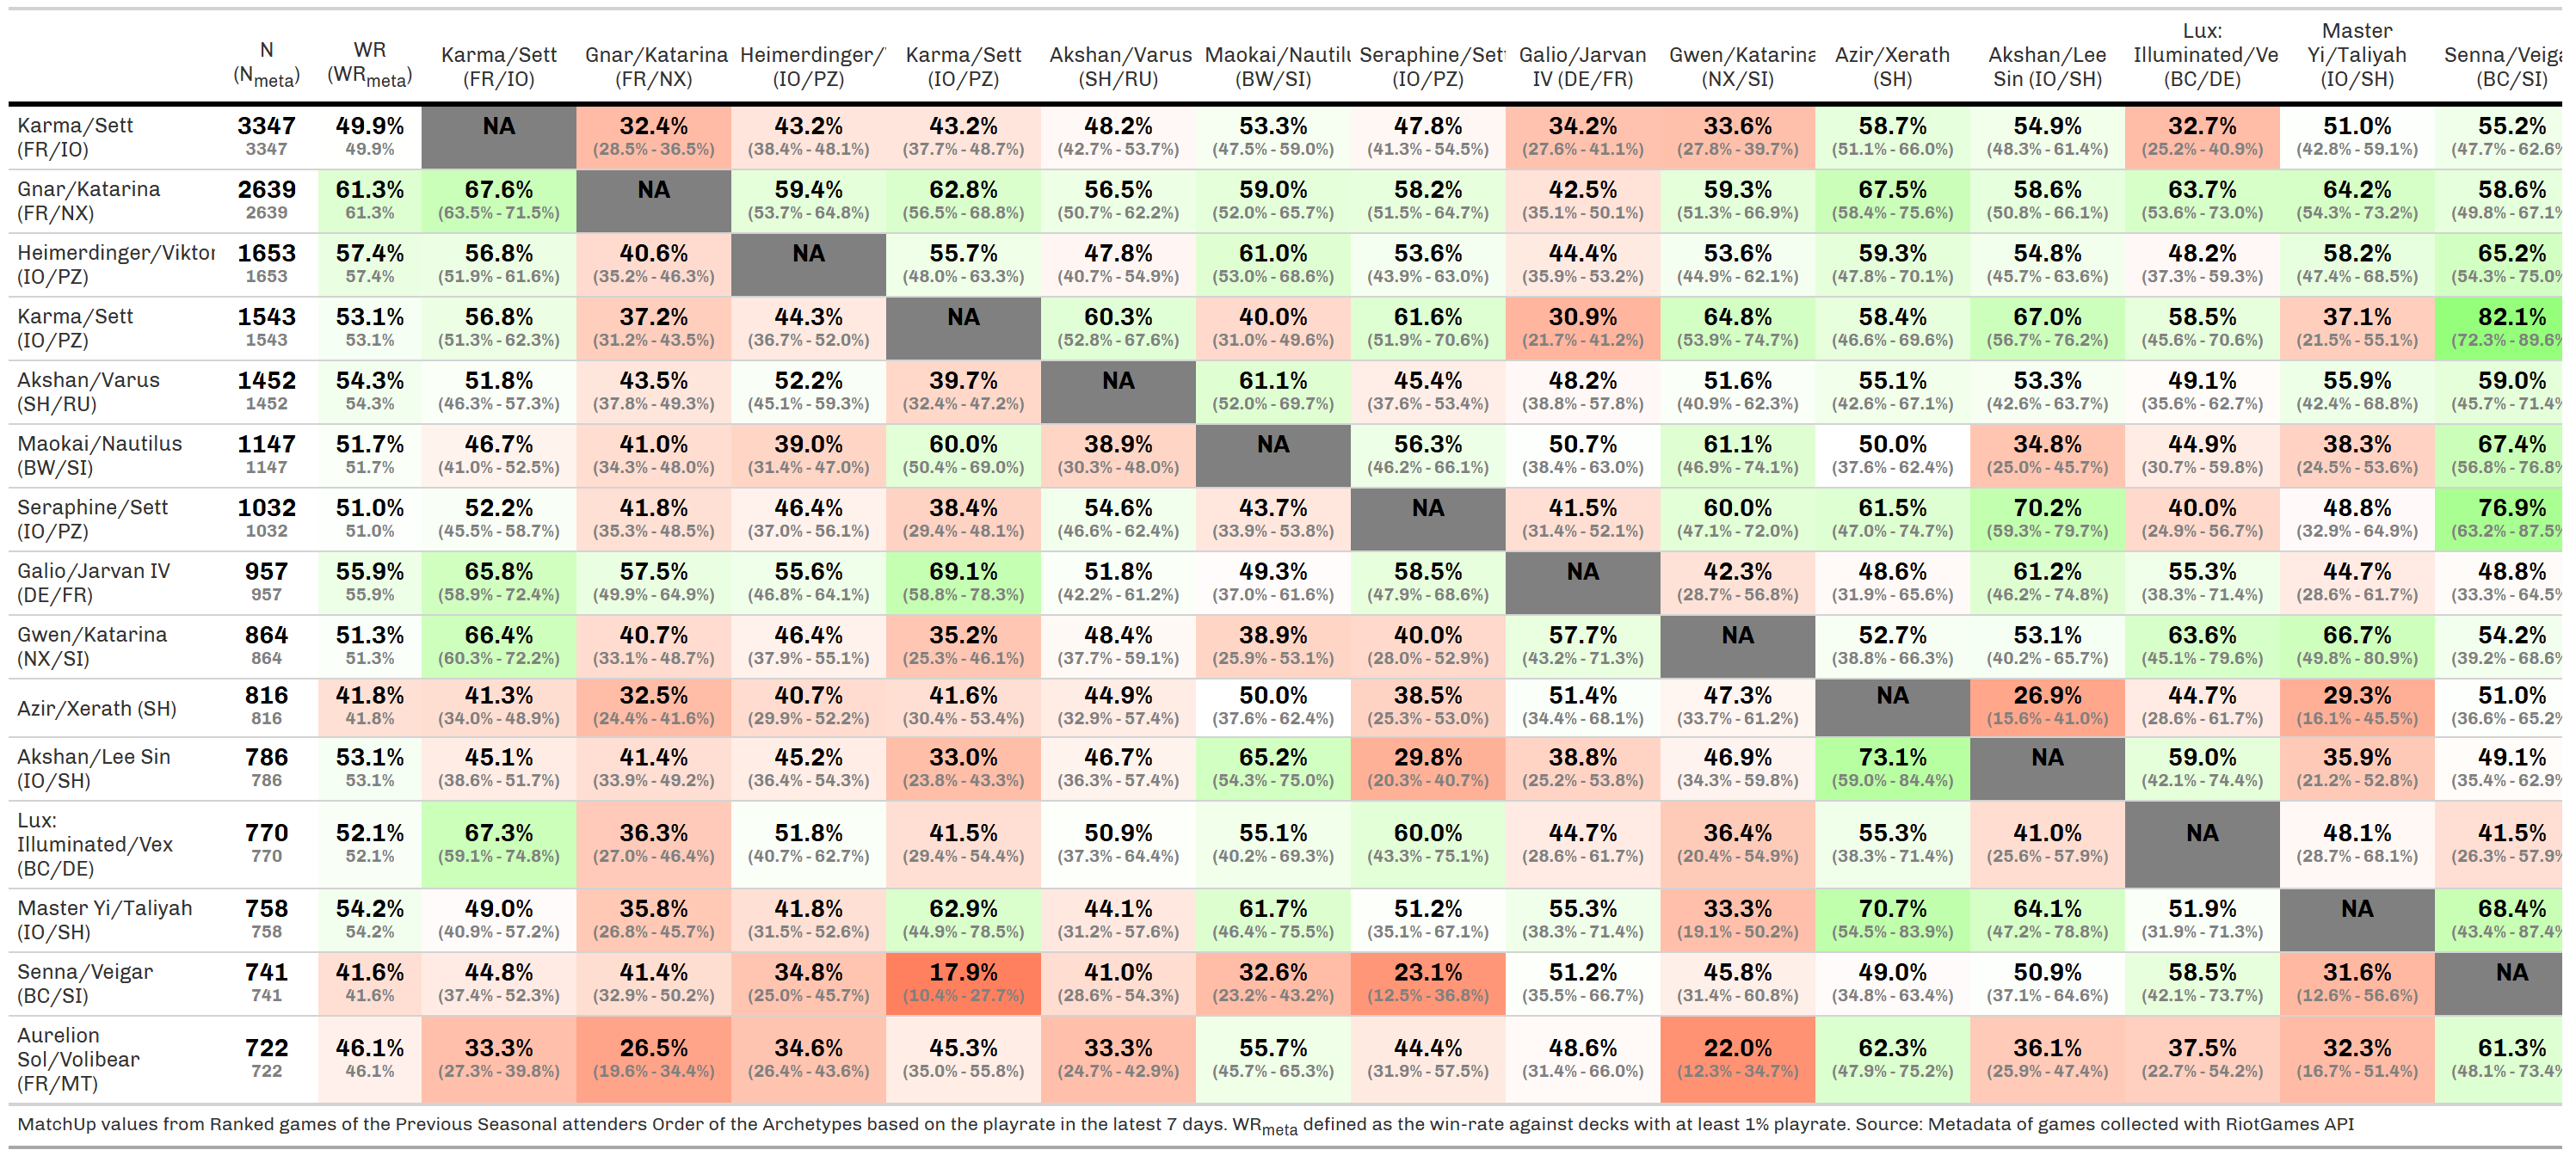 Lux: Master
N WR Karma/Sett Gnar/Katarina Heimerdinger/ Karma/Sett Akshan/Varus Maokai/Nautilu Seraphine/Sett Galio/Jarvan Gwen/Katarina Azir/Xerath Akshan/Lee Illuminated/Ve Yi/Taliyah Senna/Veiga
(Nmeta) (WRmeta) (FR/IO) (FR/NX) (IO/PZ) (IO/PZ) (SH/RU) (BW/SI) (IO/PZ) IV (DE/FR) (NX/SI) (SH) Sin (IO/SH) (BC/DE) (IO/SH) (BC/SI)
Karma/Sett 3347 49.9% NA 32.4% 43.2% 43.2% 48.2% 53.3% 47.8% 34.2% 33.6% 58.7% 54.9% 32.7% 51.0% 55.2%
(FR/IO) 3347 49.9% (28.5% - 36.5%) (38.4% - 48.1%) (37.7% - 48.7%) (42.7% - 53.7%) (47.5% - 59.0%) (41.3% - 54.5%) (27.6% - 41.1%) (27.8% - 39.7%) (51.1% - 66.0%) (48.3% - 61.4%) (25.2% - 40.9%) (42.8% - 59.1%) (47.7% - 62.6%
Gnar/Katarina 2639 61.3% 67.6% NA 59.4% 62.8% 56.5% 59.0% 58.2% 42.5% 59.3% 67.5% 58.6% 63.7% 64.2% 58.6%
(FR/NX) 2639 61.3% (63.5% - 71.5%) (53.7% - 64.8%) (56.5% - 68.8%) (50.7% - 62.2%) (52.0% - 65.7%) (51.5% - 64.7%) (35.1% - 50.1%) (51.3% - 66.9%) (58.4% - 75.6%) (50.8% - 66.1%) (53.6% - 73.0%) (54.3% - 73.2%) (49.8% - 67.1%
Heimerdinger/Viktor 1653 57.4% 56.8% 40.6% NA 55.7% 47.8% 61.0% 53.6% 44.4% 53.6% 59.3% 54.8% 48.2% 58.2% 65.2%
(IO/PZ) 1653 57.4% (51.9% - 61.6%) (35.2% - 46.3%) (48.0% - 63.3%) (40.7% - 54.9%) (53.0% - 68.6%) (43.9% - 63.0%) (35.9% - 53.2%) (44.9% - 62.1%) (47.8% - 70.1%) (45.7% - 63.6%) (37.3% - 59.3%) (47.4% - 68.5%) (54.3% - 75.0%
Karma/Sett 1543 53.1% 56.8% 37.2% 44.3% NA 60.3% 40.0% 61.6% 30.9% 64.8% 58.4% 67.0% 58.5% 37.1% 82.1%
(IO/PZ) 1543 53.1% (51.3% - 62.3%) (31.2% - 43.5%) (36.7% - 52.0%) (52.8% - 67.6%) (31.0% - 49.6%) (51.9% - 70.6%) (21.7% - 41.2%) (53.9% - 74.7%) (46.6% - 69.6%) (56.7% - 76.2%) (45.6% - 70.6%) (21.5% - 55.1%) (72.3% - 89.6%
Akshan/Varus 1452 54.3% 51.8% 43.5% 52.2% 39.7% NA 61.1% 45.4% 48.2% 51.6% 55.1% 53.3% 49.1% 55.9% 59.0%
(SH/RU) 1452 54.3% (46.3% - 57.3%) (37.8% - 49.3%) (45.1% - 59.3%) (32.4% - 47.2%) (52.0% - 69.7%) (37.6% - 53.4%) (38.8% - 57.8%) (40.9% - 62.3%) (42.6% - 67.1%) (42.6% - 63.7%) (35.6% - 62.7%) (42.4% - 68.8%) (45.7% - 71.4%
Maokai/Nautilus 1147 51.7% 46.7% 41.0% 39.0% 60.0% 38.9% NA 56.3% 50.7% 61.1% 50.0% 34.8% 44.9% 38.3% 67.4%
(BW/SI) 1147 51.7% (41.0% - 52.5%) (34.3% - 48.0%) (31.4% - 47.0%) (50.4% - 69.0%) (30.3% - 48.0%) (46.2% - 66.1%) (38.4% - 63.0%) (46.9% - 74.1%) (37.6% - 62.4%) (25.0% - 45.7%) (30.7% - 59.8%) (24.5% - 53.6%) (56.8% - 76.8%
Seraphine/Sett 1032 51.0% 52.2% 41.8% 46.4% 38.4% 54.6% 43.7% NA 41.5% 60.0% 61.5% 70.2% 40.0% 48.8% 76.9%
(IO/PZ) 1032 51.0% (45.5% - 58.7%) (35.3% - 48.5%) (37.0% - 56.1%) (29.4% - 48.1%) (46.6% - 62.4%) (33.9% - 53.8%) (31.4% - 52.1%) (47.1% - 72.0%) (47.0% - 74.7%) (59.3% - 79.7%) (24.9% - 56.7%) (32.9% - 64.9%) (63.2% - 87.5%
Galio/Jarvan IV 957 55.9% 65.8% 57.5% 55.6% 69.1% 51.8% 49.3% 58.5% NA 42.3% 48.6% 61.2% 55.3% 44.7% 48.8%
(DE/FR) 957 55.9% (58.9% - 72.4%) (49.9% - 64.9%) (46.8% - 64.1%) (58.8% - 78.3%) (42.2% - 61.2%) (37.0% - 61.6%) (47.9% - 68.6%) (28.7% - 56.8%) (31.9% - 65.6%) (46.2% - 74.8%) (38.3% - 71.4%) (28.6% - 61.7%) (33.3% - 64.5%
Gwen/Katarina 864 51.3% 66.4% 40.7% 46.4% 35.2% 48.4% 38.9% 40.0% 57.7% NA 52.7% 53.1% 63.6% 66.7% 54.2%
(NX/SI) 864 51.3% (60.3% - 72.2%) (33.1% - 48.7%) (37.9% - 55.1%) (25.3% - 46.1%) (37.7% - 59.1%) (25.9% - 53.1%) (28.0% - 52.9%) (43.2% - 71.3%) (38.8% - 66.3%) (40.2% - 65.7%) (45.1% - 79.6%) (49.8% - 80.9%) (39.2% - 68.6%
Azir/Xerath (SH) 816 41.8% 41.3% 32.5% 40.7% 41.6% 44.9% 50.0% 38.5% 51.4% 47.3% NA 26.9% 44.7% 29.3% 51.0%
816 41.8% (34.0% - 48.9%) (24.4% - 41.6%) (29.9% - 52.2%) (30.4% - 53.4%) (32.9% - 57.4%) (37.6% - 62.4%) (25.3% - 53.0%) (34.4% - 68.1%) (33.7% - 61.2%) (15.6% - 41.0%) (28.6% - 61.7%) (16.1% - 45.5%) (36.6% - 65.2%
Akshan/Lee Sin 786 53.1% 45.1% 41.4% 45.2% 33.0% 46.7% 65.2% 29.8% 38.8% 46.9% 73.1% NA 59.0% 35.9% 49.1%
(IO/SH) 786 53.1% (38.6% - 51.7%) (33.9% - 49.2%) (36.4% - 54.3%) (23.8% - 43.3%) (36.3% - 57.4%) (54.3% - 75.0%) (20.3% - 40.7%) (25.2% - 53.8%) (34.3% - 59.8%) (59.0% - 84.4%) (42.1% - 74.4%) (21.2% - 52.8%) (35.4% - 62.9%
Lux:
Illuminated/Vex 770 52.1% 67.3% 36.3% 51.8% 41.5% 50.9% 55.1% 60.0% 44.7% 36.4% 55.3% 41.0% NA 48.1% 41.5%
(BC/DE) 770 52.1% (59.1% - 74.8%) (27.0% - 46.4%) (40.7% - 62.7%) (29.4% - 54.4%) (37.3% - 64.4%) (40.2% - 69.3%) (43.3% - 75.1%) (28.6% - 61.7%) (20.4% - 54.9%) (38.3% - 71.4%) (25.6% - 57.9%) (28.7% - 68.1%) (26.3% - 57.9%
Master Yi/Taliyah 758 54.2% 49.0% 35.8% 41.8% 62.9% 44.1% 61.7% 51.2% 55.3% 33.3% 70.7% 64.1% 51.9% NA 68.4%
(IO/SH) 758 54.2% (40.9% - 57.2%) (26.8% - 45.7%) (31.5% - 52.6%) (44.9% - 78.5%) (31.2% - 57.6%) (46.4% - 75.5%) (35.1% - 67.1%) (38.3% - 71.4%) (19.1% - 50.2%) (54.5% - 83.9%) (47.2% - 78.8%) (31.9% - 71.3%) (43.4% - 87.4%
Senna/Veigar 741 41.6% 44.8% 41.4% 34.8% 17.9% 41.0% 32.6% 23.1% 51.2% 45.8% 49.0% 50.9% 58.5% 31.6% NA
(BC/SI) 741 41.6% (37.4% - 52.3%) (32.9% - 50.2%) (25.0% - 45.7%) (10.4% - 27.7%) (28.6% - 54.3%) (23.2% - 43.2%) (12.5% - 36.8%) (35.5% - 66.7%) (31.4% - 60.8%) (34.8% - 63.4%) (37.1% - 64.6%) (42.1% - 73.7%) (12.6% - 56.6%)
Aurelion
Sol/Volibear 722 46.1% 33.3% 26.5% 34.6% 45.3% 33.3% 55.7% 44.4% 48.6% 22.0% 62.3% 36.1% 37.5% 32.3% 61.3%
(FR/MT) 722 46.1% (27.3% - 39.8%) (19.6% - 34.4%) (26.4% - 43.6%) (35.0% - 55.8%) (24.7% - 42.9%) (45.7% - 65.3%) (31.9% - 57.5%) (31.4% - 66.0%) (12.3% - 34.7%) (47.9% - 75.2%) (25.9% - 47.4%) (22.7% - 54.2%) (16.7% - 51.4%) (48.1% - 73.4%
MatchUp values from Ranked games of the Previous Seasonal attenders Order of the Archetypes based on the playrate in the latest 7 days. WRmeta defined as the win-rate against decks with at least 1% playrate. Source: Metadata of games collected with RiotGames API